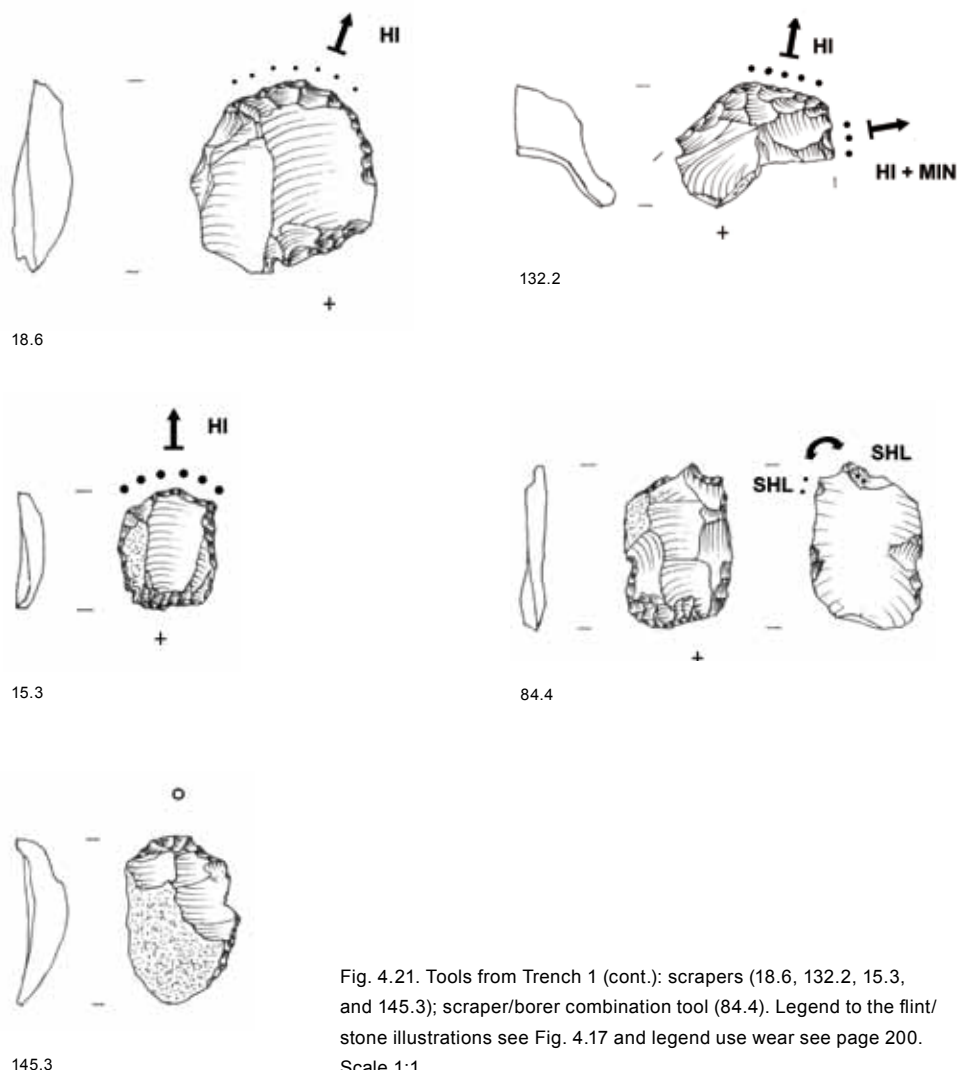 HI
18.6
HI
HI + MIN
132.2
HI
15.3
SHL
SHL
84.4
145.3
Fig. 4.21. Tools from Trench 1 (cont.): scrapers (18.6, 132.2, 15.3,
and 145.3); scraper/borer combination tool (84.4). Legend to the flint/
stone illustrations see Fig. 4.17 and legend use wear see page 200.
Scale 1:1